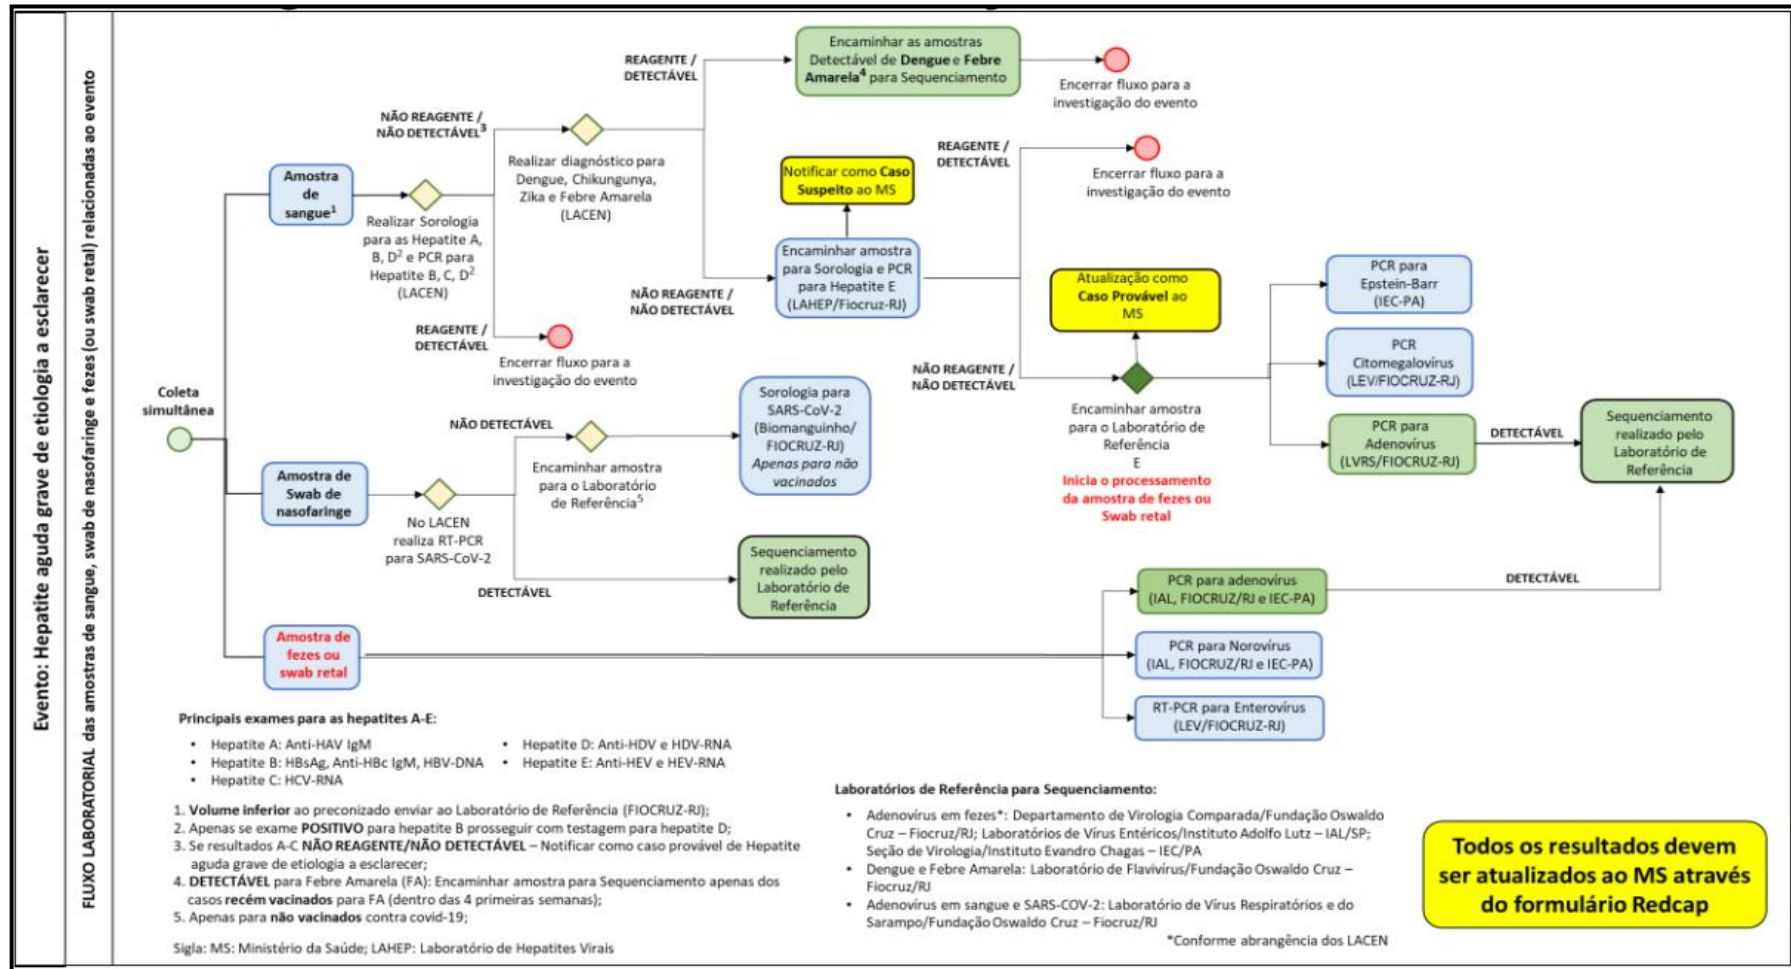 Evento: Hepatite aguda grave de etiologia a esclarecer
FLUXO LABORATORIAL das amostras de sangue, swab de nasofaringe e fezes (ou swab retal) relacionadas ao evento
Coleta
simultânea
Amostra
de
sangue1
Realizar Sorologia
para as Hepatite A,
B, D2 e PCR para
Hepatite B, C, D2
(LACEN)
NÃO REAGENTE /
NÃO DETECTÁVEL3
REAGENTE /
DETECTÁVEL
Encerrar fluxo para a
investigação do evento
Realizar diagnóstico para
Dengue, Chikungunya,
Zika e Febre Amarela
(LACEN)
REAGENTE /
DETECTÁVEL
Encaminhar as amostras
Detectável de Dengue e Febre
Amarela4 para Sequenciamento
Encerrar fluxo para a
investigação do evento
NÃO REAGENTE /
NÃO DETECTÁVEL
Notificar como Caso
Suspeito ao MS
Encaminhar amostra
para Sorologia e PCR
para Hepatite E
(LAHEP/Fiocruz-RJ)
REAGENTE /
DETECTÁVEL
Encerrar fluxo para a
investigação do evento
NÃO REAGENTE /
NÃO DETECTÁVEL
Atualização como
Caso Provável ao
MS
Encaminhar amostra
para o Laboratório de
Referência
E
Inicia o processamento
da amostra de fezes ou
Swab retal
PCR para
Epstein-Barr
(IEC-PA)
PCR
Citomegalovírus
(LEV/FIOCRUZ-RJ)
PCR para
Adenovírus
(LVRS/FIOCRUZ-RJ)
DETECTÁVEL
Sequenciamento
realizado pelo
Laboratório de
Referência
Amostra de
Swab de
nasofaringe
No LACEN
realiza RT-PCR
para SARS-CoV-2
NÃO DETECTÁVEL
Encaminhar amostra
para o Laboratório
de Referência5
Sorologia para
SARS-CoV-2
(Biomanguinho/
FIOCRUZ-RJ)
Apenas para não
vacinados
DETECTÁVEL
Sequenciamento
realizado pelo
Laboratório de
Referência
Amostra de
fezes ou
swab retal
PCR para adenovírus
(IAL, FIOCRUZ/RJ e IEC-PA)
DETECTÁVEL
PCR para Norovírus
(IAL, FIOCRUZ/RJ e IEC-PA)
RT-PCR para Enterovírus
(LEV/FIOCRUZ-RJ)
Principais exames para as hepatites A-E:
• Hepatite A: Anti-HAV IgM
• Hepatite B: HBsAg, Anti-HBc IgM, HBV-DNA
• Hepatite C: HCV-RNA
• Hepatite D: Anti-HDV e HDV-RNA
• Hepatite E: Anti-HEV e HEV-RNA
1. Volume inferior ao preconizado enviar ao Laboratório de Referência (FIOCRUZ-RJ);
2. Apenas se exame POSITIVO para hepatite B prosseguir com testagem para hepatite D;
3. Se resultados A-C NÃO REAGENTE/NÃO DETECTÁVEL – Notificar como caso provável de Hepatite
aguda grave de etiologia a esclarecer;
4. DETECTÁVEL para Febre Amarela (FA): Encaminhar amostra para Sequenciamento apenas dos
casos recém vacinados para FA (dentro das 4 primeiras semanas);
5. Apenas para não vacinados contra covid-19;
Sigla: MS: Ministério da Saúde; LAHEP: Laboratório de Hepatites Virais
Laboratórios de Referência para Sequenciamento:
• Adenovírus em fezes*: Departamento de Virologia Comparada/Fundação Oswaldo
Cruz – Fiocruz/RJ; Laboratórios de Vírus Entéricos/Instituto Adolfo Lutz – IAL/SP;
Seção de Virologia/Instituto Evandro Chagas – IEC/PA
• Dengue e Febre Amarela: Laboratório de Flavivírus/Fundação Oswaldo Cruz –
Fiocruz/RJ
• Adenovírus em sangue e SARS-COV-2: Laboratório de Vírus Respiratórios e do
Sarampo/Fundação Oswaldo Cruz – Fiocruz/RJ
*Conforme abrangência dos LACEN
Todos os resultados devem
ser atualizados ao MS através
do formulário Redcap